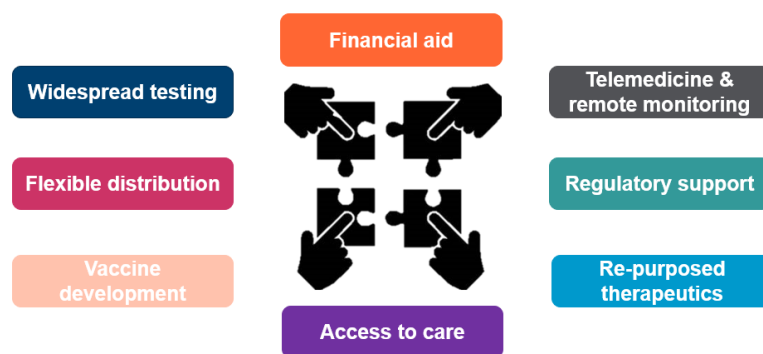 Financial aid
Widespread testing
Telemedicine &
remote monitoring
Flexible distribution
Regulatory support
Vaccine
development
Re-purposed
therapeutics
Access to care